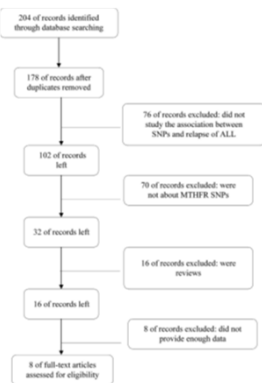 204 of records identified
through database searching
178 of records after
duplicates removed
76 of records excluded: did not
study the association between
SNPs and relapse of ALL
102 of records
left
70 of records excluded: were
not about MTHFR SNPs
32 of records left
16 of records excluded: were
reviews
16 of records left
8 of records excluded: did not
provide enough data
8 of full-text articles
assessed for eligibility